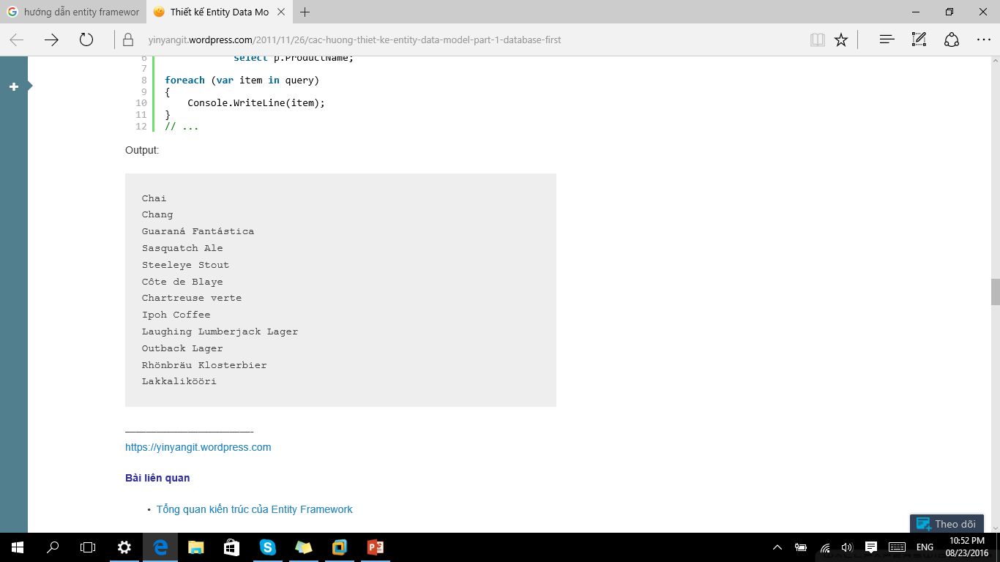 hướng dẫn entity framewor
Thiết kế Entity Data Mo
yinyangit.wordpress.com/2011/11/26/cac-huong-thiet-ke-entity-data-model-part-1-database-first
6 select p.ProductName;
7
8 foreach (var item in query)
9 {
10 Console.WriteLine(item);
11 }
12 // ...
Output:
Chai
Chang
Guaraná Fantástica
Sasquatch Ale
Steeleye Stout
Côte de Blaye
Chartreuse verte
Ipoh Coffee
Laughing Lumberjack Lager
Outback Lager
Rhönbräu Klosterbier
Lakkalikööri
—————————————-
https://yinyangit.wordpress.com
Bài liên quan
• Tổng quan kiến trúc của Entity Framework
Theo dõi
ENG
10:52 PM
08/23/2016